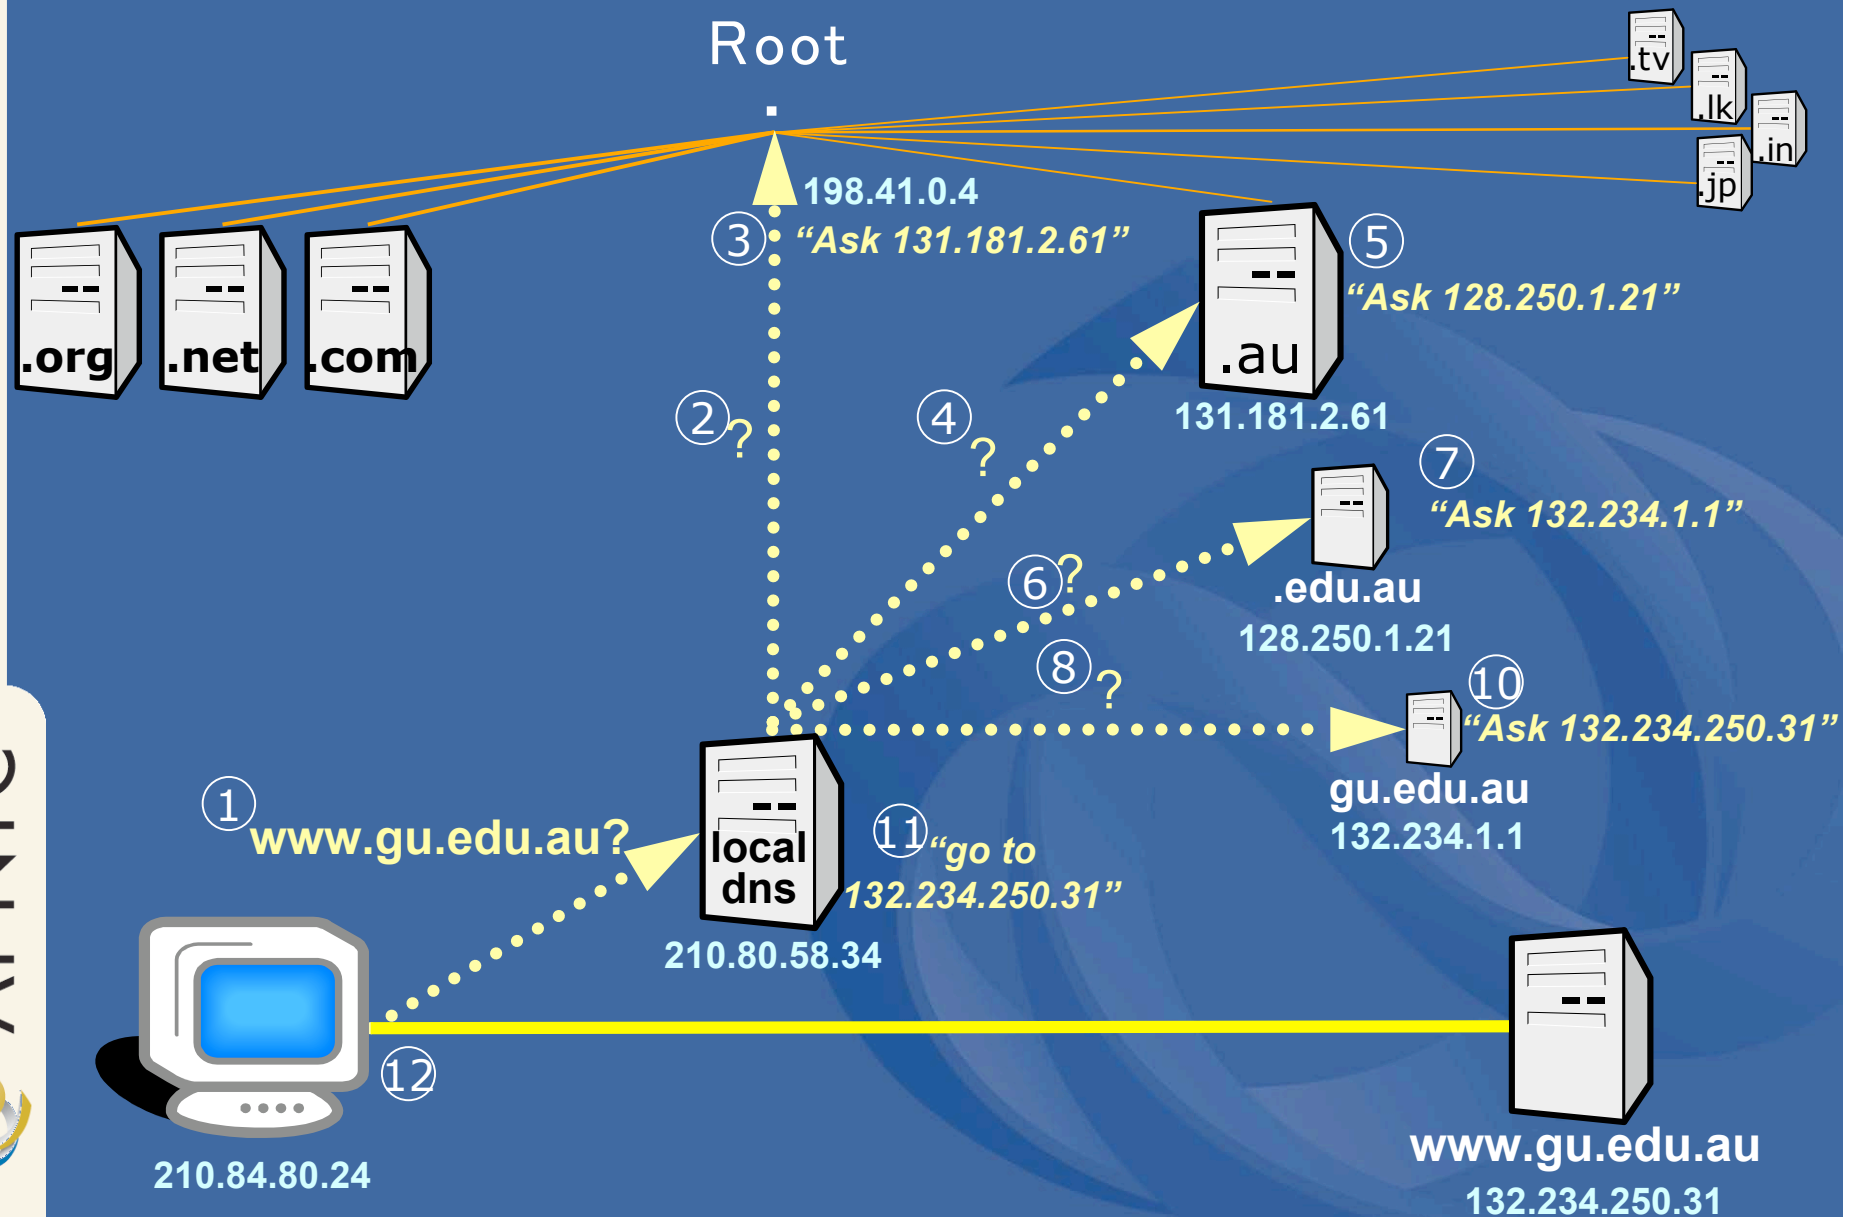 Root
.
.tv
.lk
.in
.jp
198.41.0.4
③ “Ask 131.181.2.61”
.org
.net
.com
.au
⑤
“Ask 128.250.1.21”
131.181.2.61
② ?
④ ?
⑦
“Ask 132.234.1.1”
⑥ ?
.edu.au
128.250.1.21
⑧ ?
⑩
“Ask 132.234.250.31”
gu.edu.au
132.234.1.1
①
www.gu.edu.au?
local
dns
⑪ “go to
132.234.250.31”
210.80.58.34
⑫
210.84.80.24
www.gu.edu.au
132.234.250.31